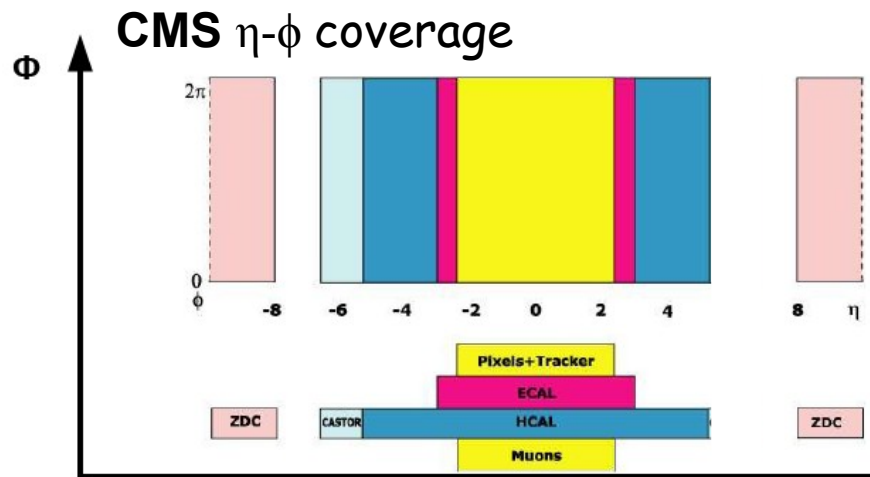 CMS η-φ coverage
Φ
2π
0
φ
-8 -6 -4 -2 0 2 4 8 η
Pixels+Tracker
ECAL
ZDC CASTOR HCAL ZDC
Muons